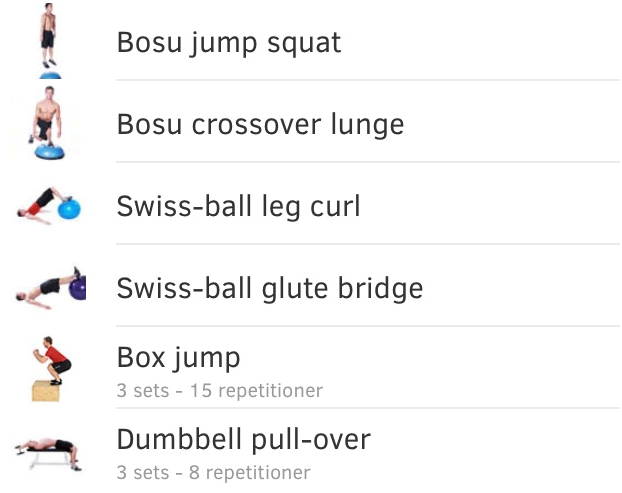 Bosu jump squat
Bosu crossover lunge
Swiss-ball leg curl
Swiss-ball glute bridge
Box jump
3 sets - 15 repetitioner
Dumbbell pull-over
3 sets - 8 repetitioner